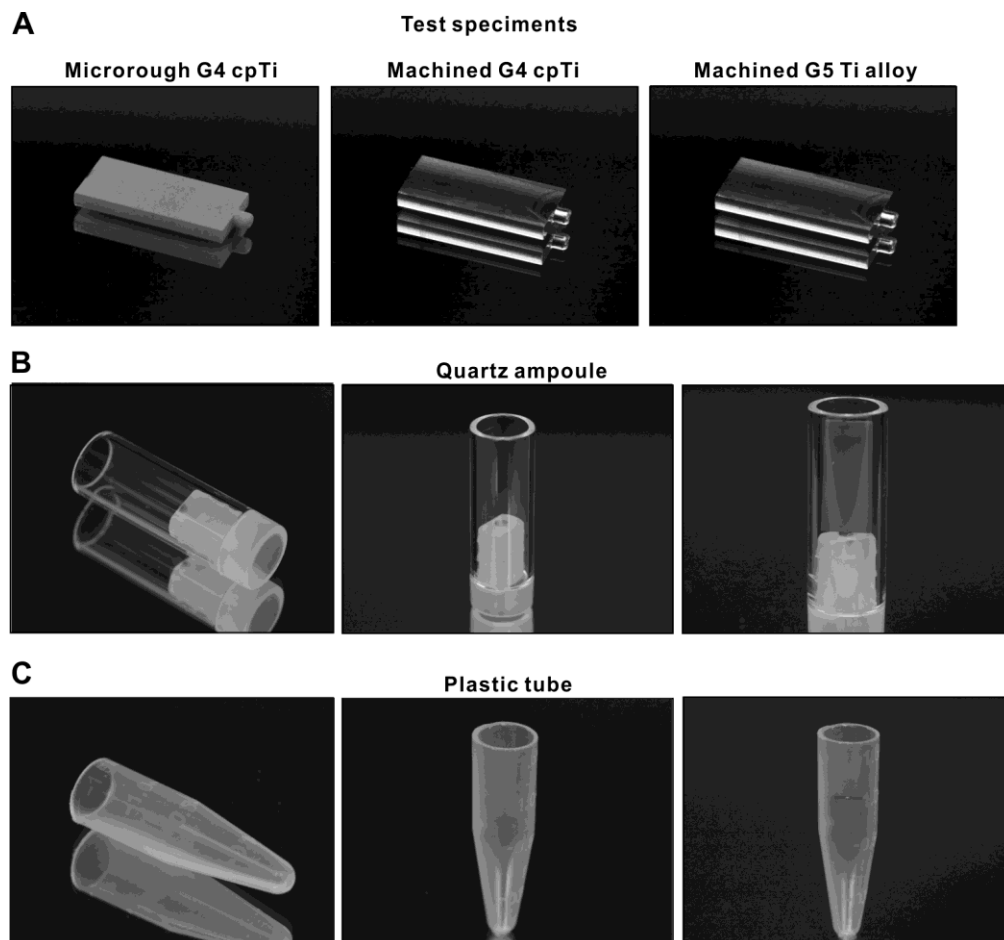 A
Test speciments
Microrough G4 cpTi
Machined G4 cpTi
Machined G5 Ti alloy
B
Quartz ampoule
C
Plastic tube